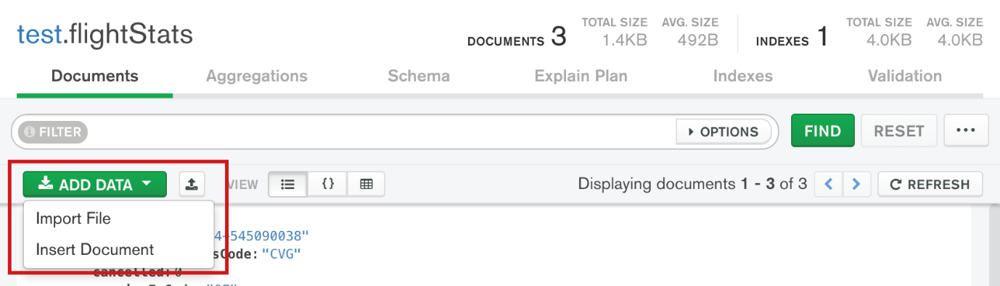 test.flightStats
DOCUMENTS 3 TOTAL SIZE 1.4KB AVG. SIZE 492B INDEXES 1 TOTAL SIZE 4.0KB AVG. SIZE 4.0KB
Documents Aggregations Schema Explain Plan Indexes Validation
FILTER OPTIONS FIND RESET ...
ADD DATA VIEW {} Displaying documents 1 - 3 of 3 REFRESH
Import File
4-545090038"
Insert Document
sCode: "CVG"
cancelled: 0